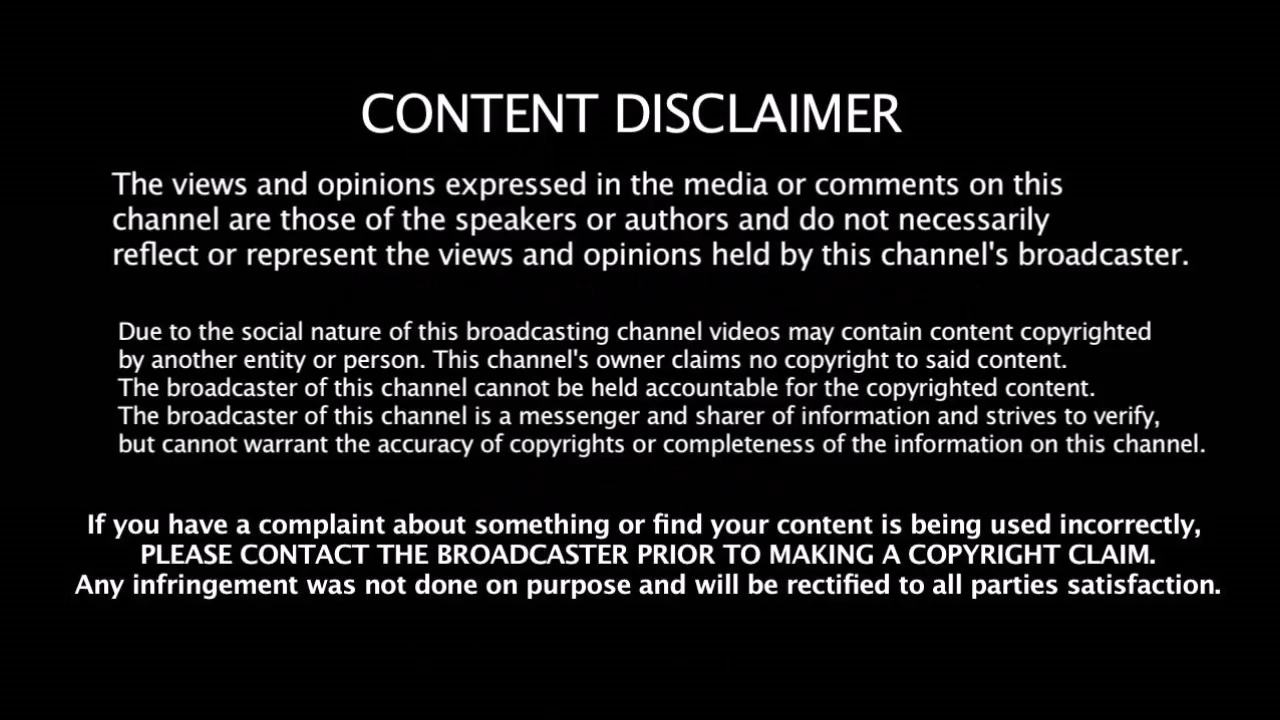 CONTENT DISCLAIMER
The views and opinions expressed in the media or comments on this
channel are those of the speakers or authors and do not necessarily
reflect or represent the views and opinions held by this channel's broadcaster.
Due to the social nature of this broadcasting channel videos may contain content copyrighted
by another entity or person. This channel's owner claims no copyright to said content.
The broadcaster of this channel cannot be held accountable for the copyrighted content.
The broadcaster of this channel is a messenger and sharer of information and strives to verify,
but cannot warrant the accuracy of copyrights or completeness of the information on this channel.
If you have a complaint about something or find your content is being used incorrectly,
PLEASE CONTACT THE BROADCASTER PRIOR TO MAKING A COPYRIGHT CLAIM.
Any infringement was not done on purpose and will be rectified to all parties satisfaction.